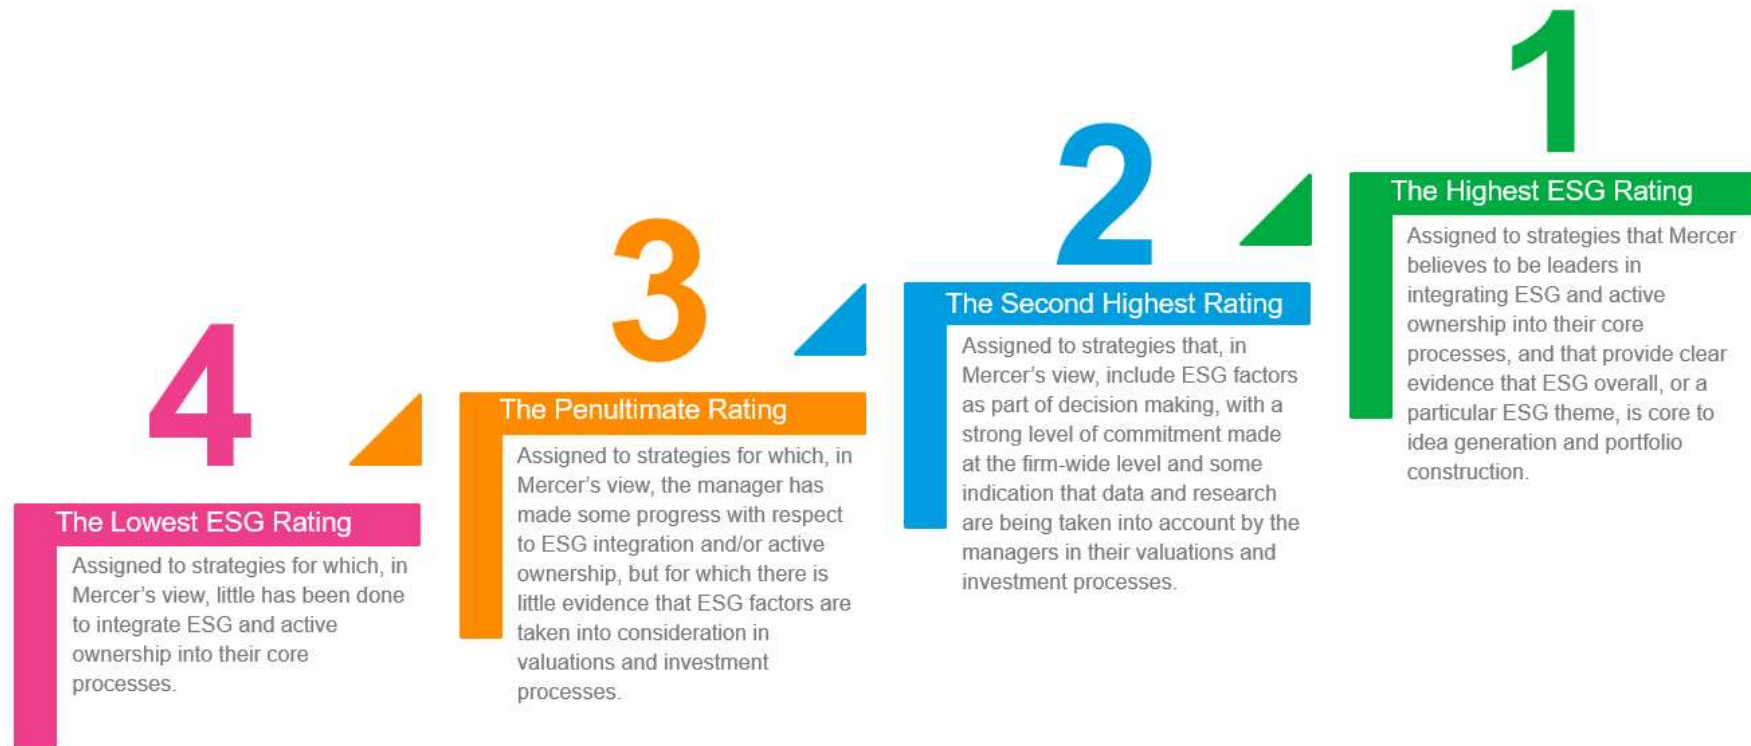 4
The Lowest ESG Rating
Assigned to strategies for which, in
Mercer’s view, little has been done
to integrate ESG and active
ownership into their core
processes.
3
The Penultimate Rating
Assigned to strategies for which, in
Mercer’s view, the manager has
made some progress with respect
to ESG integration and/or active
ownership, but for which there is
little evidence that ESG factors are
taken into consideration in
valuations and investment
processes.
2
The Second Highest Rating
Assigned to strategies that, in
Mercer’s view, include ESG factors
as part of decision making, with a
strong level of commitment made
at the firm-wide level and some
indication that data and research
are being taken into account by the
managers in their valuations and
investment processes.
1
The Highest ESG Rating
Assigned to strategies that Mercer
believes to be leaders in
integrating ESG and active
ownership into their core
processes, and that provide clear
evidence that ESG overall, or a
particular ESG theme, is core to
idea generation and portfolio
construction.